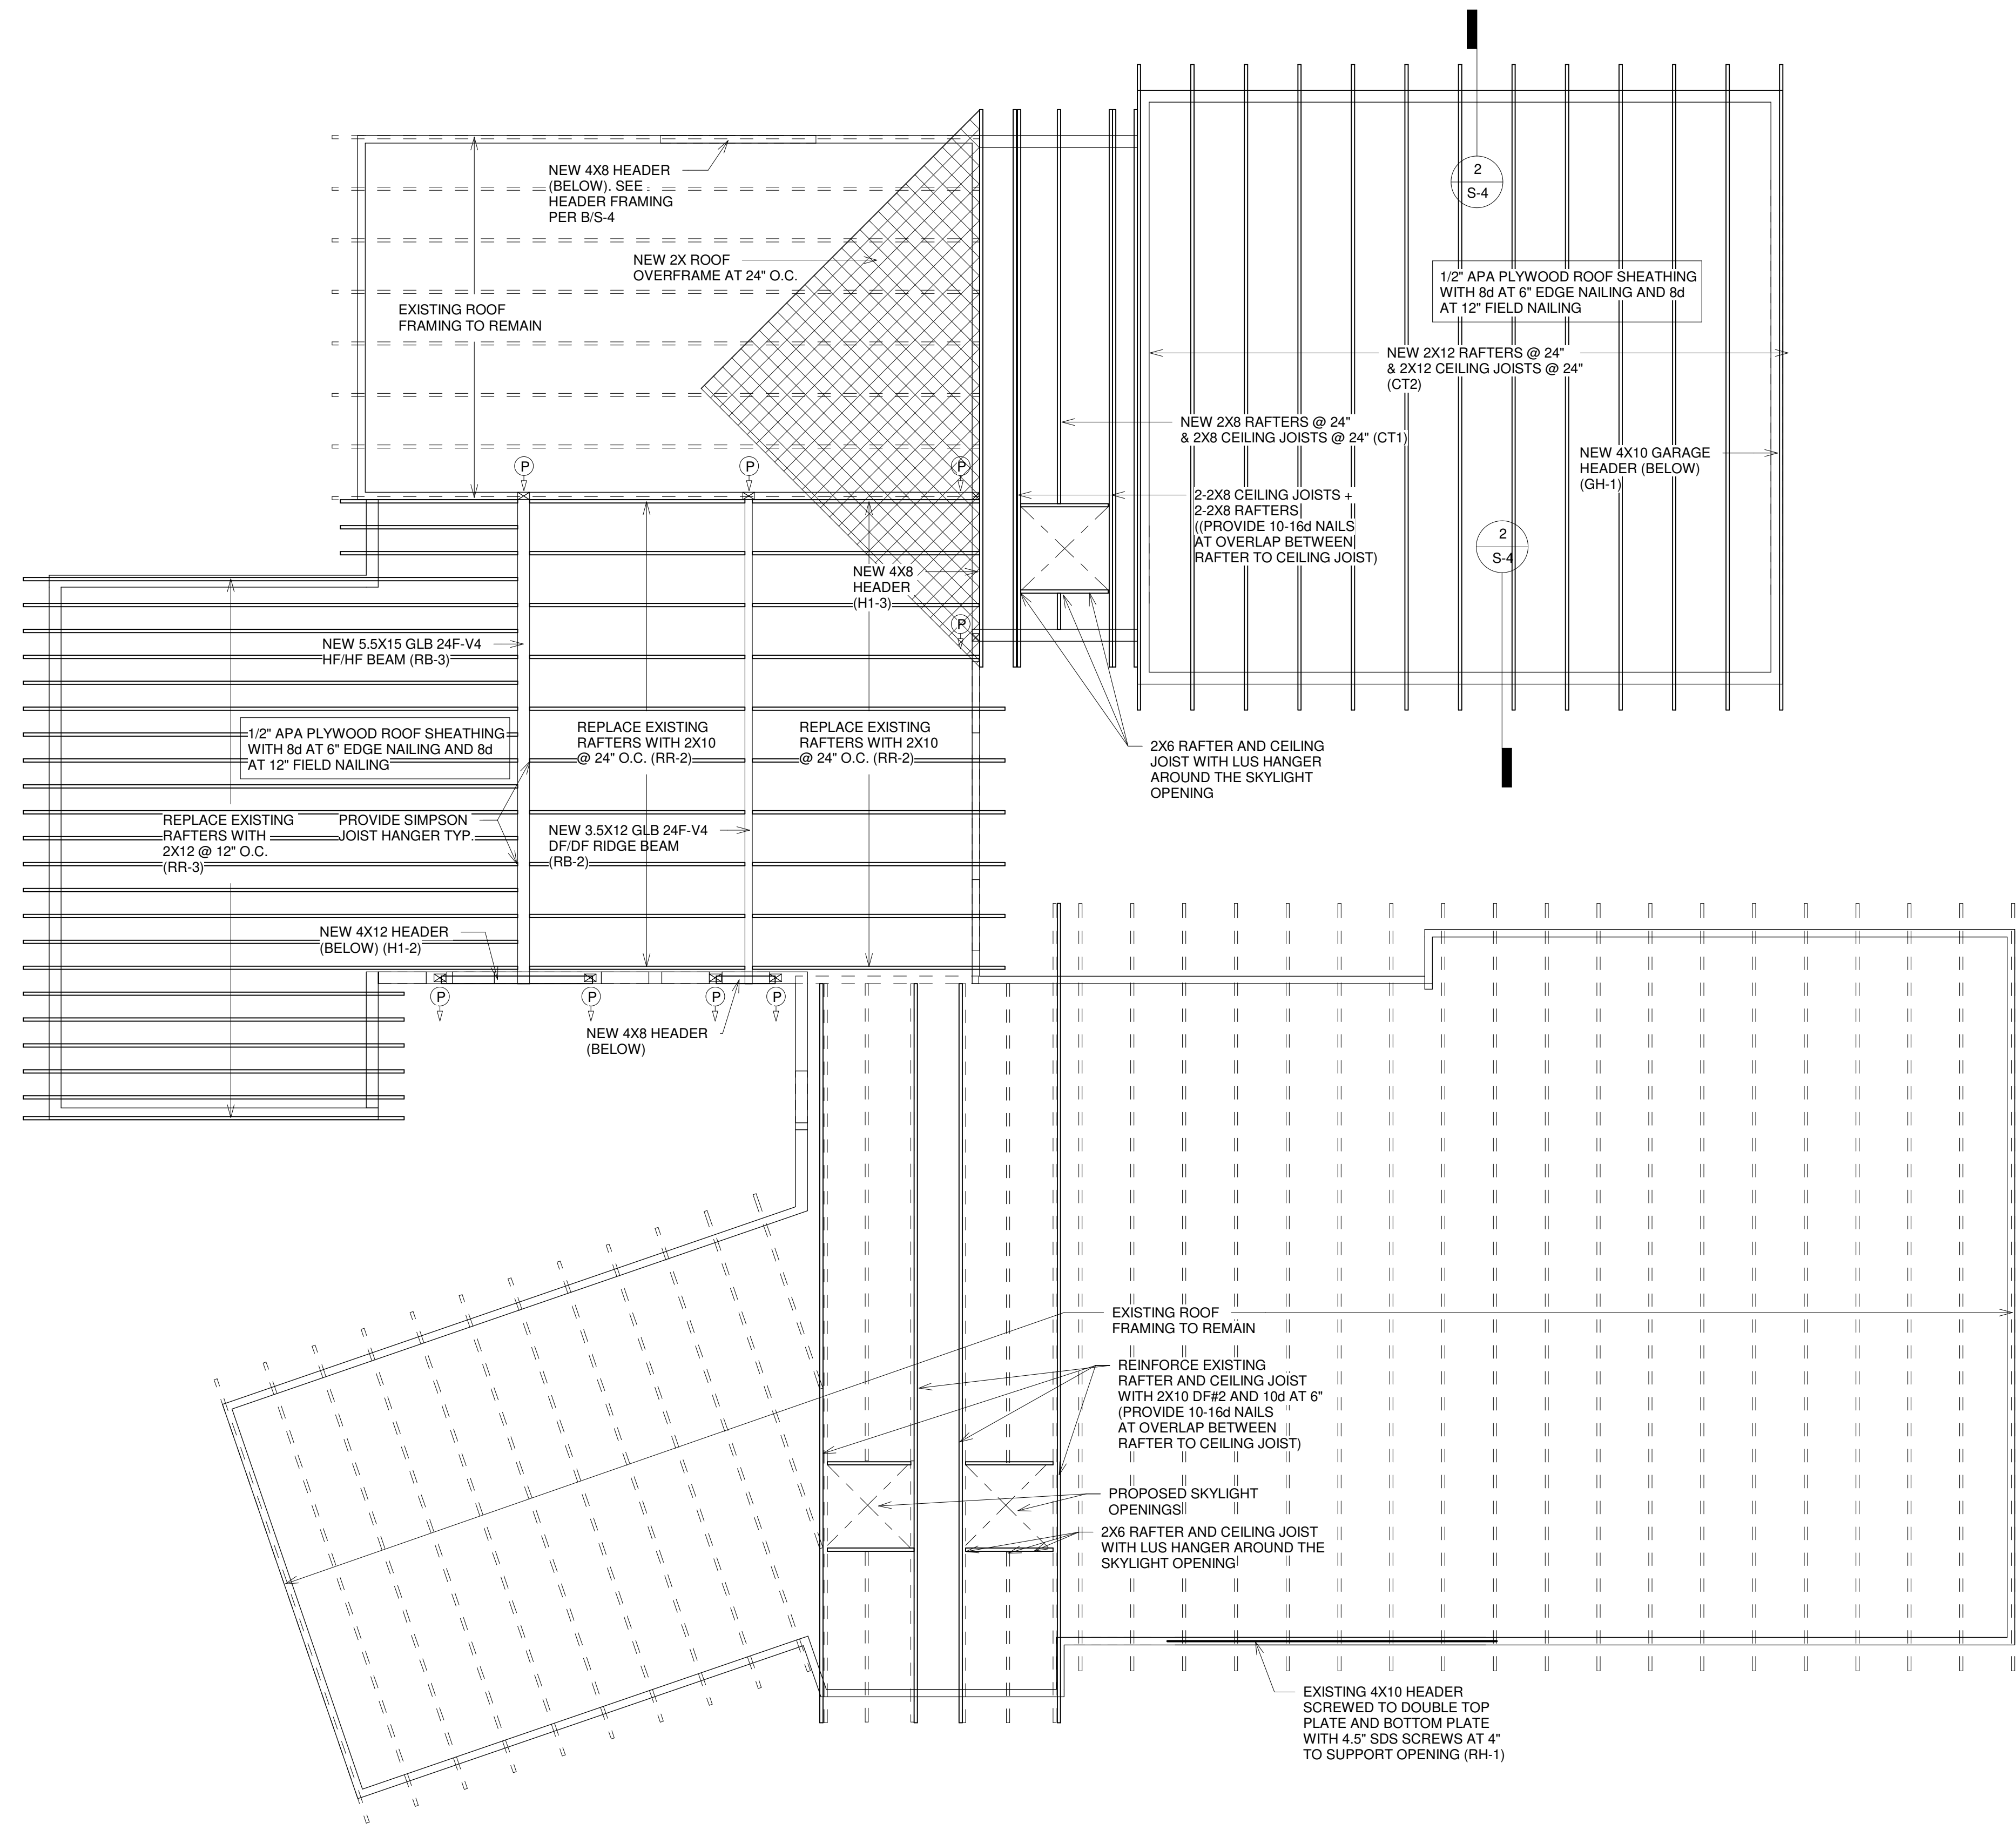 2
S-4
NEW 4X8 HEADER
(BELOW). SEE
HEADER FRAMING
PER B/S-4
NEW 2X ROOF
OVERFRAME AT 24" O.C.
EXISTING ROOF
FRAMING TO REMAIN
1/2" APA PLYWOOD ROOF SHEATHING
WITH 8d AT 6" EDGE NAILING AND 8d
AT 12" FIELD NAILING
NEW 2X12 RAFTERS @ 24"
& 2X12 CEILING JOISTS @ 24"
(CT2)
NEW 2X8 RAFTERS @ 24"
& 2X8 CEILING JOISTS @ 24" (CT1)
NEW 4X10 GARAGE
HEADER (BELOW)
(GH-1)
P
P
P
2-2X8 CEILING JOISTS +
2-2X8 RAFTERS
((PROVIDE 10-16d NAILS
AT OVERLAP BETWEEN
RAFTER TO CEILING JOIST)
2
S-4
NEW 4X8
HEADER
(H1-3)
P
NEW 5.5X15 GLB 24F-V4
HF/HF BEAM (RB-3)
1/2" APA PLYWOOD ROOF SHEATHING
WITH 8d AT 6" EDGE NAILING AND 8d
AT 12" FIELD NAILING
REPLACE EXISTING
RAFTERS WITH 2X10
@ 24" O.C. (RR-2)
REPLACE EXISTING
RAFTERS WITH 2X10
@ 24" O.C. (RR-2)
2X6 RAFTER AND CEILING
JOIST WITH LUS HANGER
AROUND THE SKYLIGHT
OPENING
REPLACE EXISTING
RAFTERS WITH
2X12 @ 12" O.C.
(RR-3)
PROVIDE SIMPSON
JOIST HANGER TYP.
NEW 3.5X12 GLB 24F-V4
DF/DF RIDGE BEAM
(RB-2)
NEW 4X12 HEADER
(BELOW) (H1-2)
P
P
P
P
NEW 4X8 HEADER
(BELOW)
EXISTING ROOF
FRAMING TO REMAIN
REINFORCE EXISTING
RAFTER AND CEILING JOIST
WITH 2X10 DF#2 AND 10d AT 6"
(PROVIDE 10-16d NAILS
AT OVERLAP BETWEEN
RAFTER TO CEILING JOIST)
PROPOSED SKYLIGHT
OPENINGS
2X6 RAFTER AND CEILING JOIST
WITH LUS HANGER AROUND THE
SKYLIGHT OPENING
EXISTING 4X10 HEADER
SCREWED TO DOUBLE TOP
PLATE AND BOTTOM PLATE
WITH 4.5" SDS SCREWS AT 4"
TO SUPPORT OPENING (RH-1)